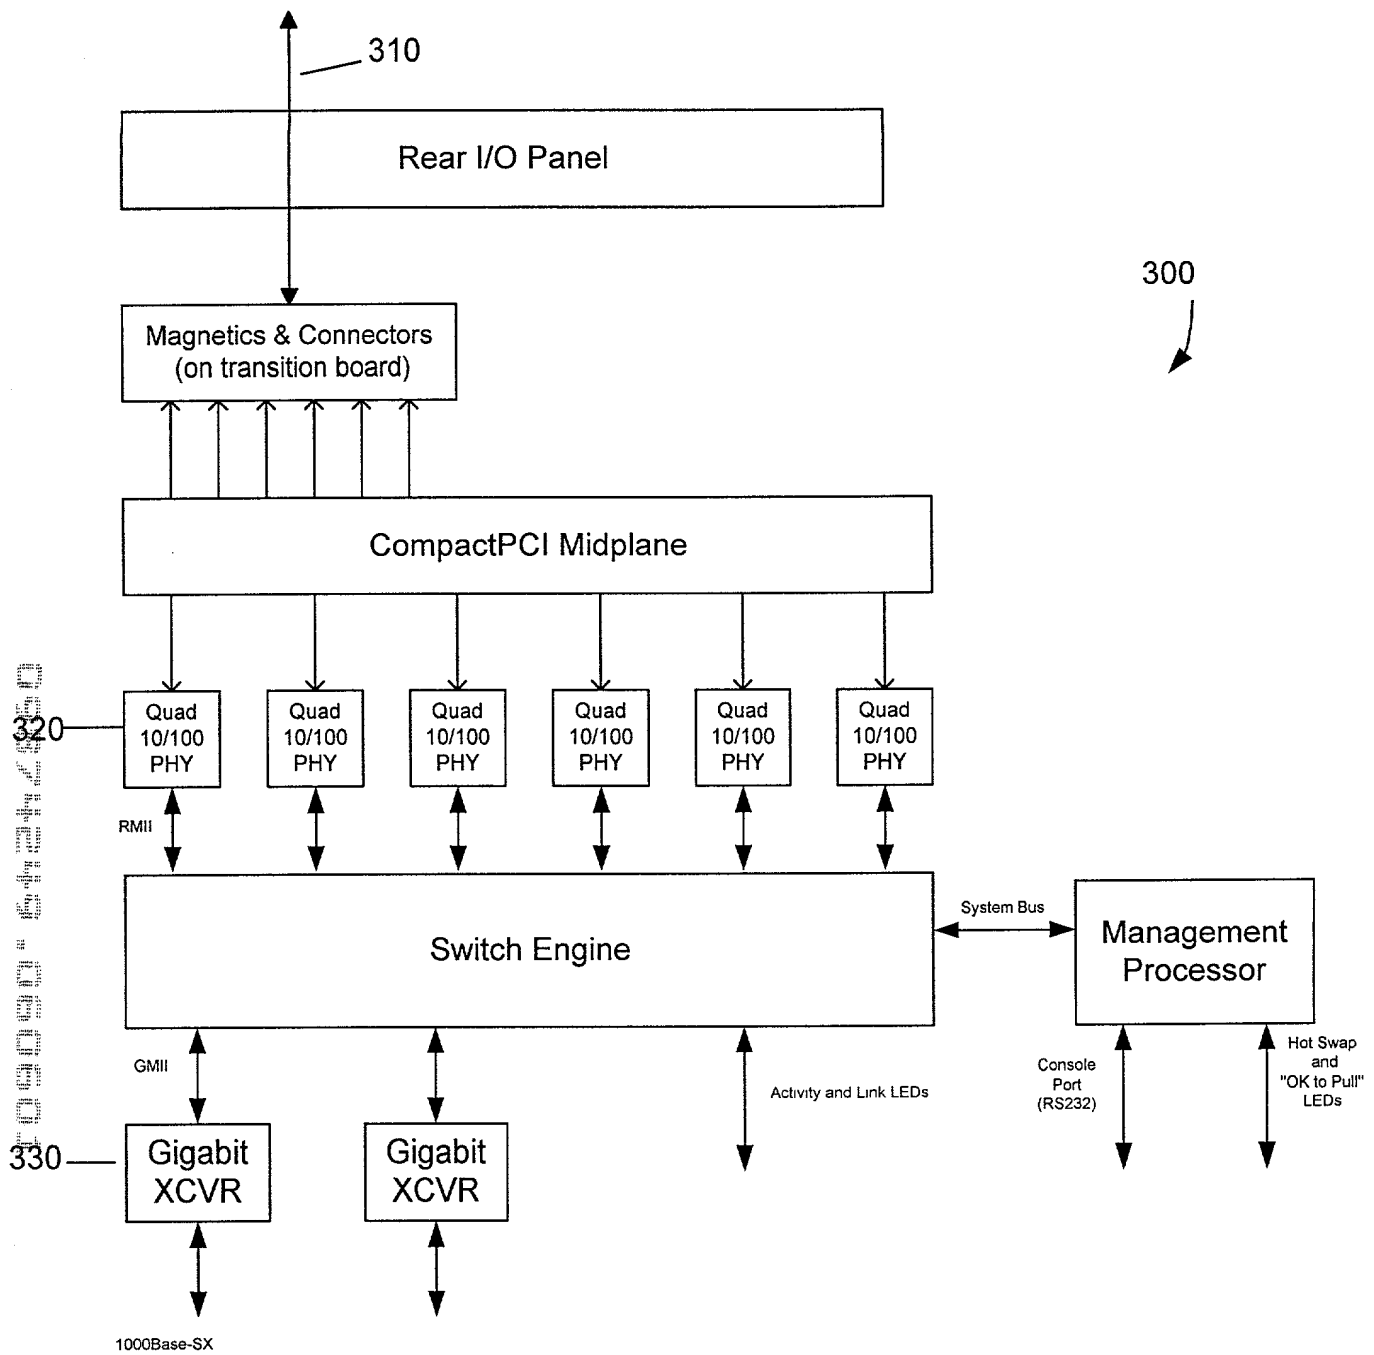 310
Rear I/O Panel
300
Magnetics & Connectors
(on transition board)
CompactPCI Midplane
320
Quad
10/100
PHY
Quad
10/100
PHY
Quad
10/100
PHY
Quad
10/100
PHY
Quad
10/100
PHY
Quad
10/100
PHY
RMII
Switch Engine
System Bus
Management
Processor
GMII
Activity and Link LEDs
Console
Port
(RS232)
Hot Swap
and
"OK to Pull"
LEDs
330
Gigabit
XCVR
Gigabit
XCVR
1000Base-SX